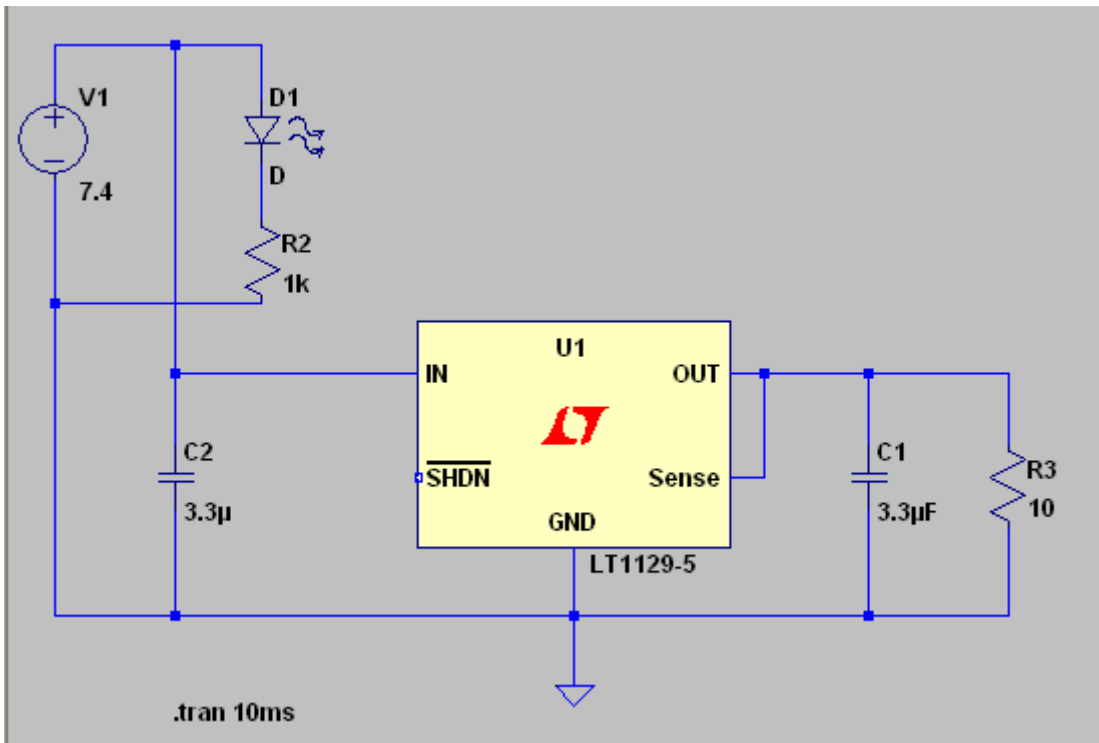 V1
7.4
D1
D
R2
1k
U1
IN
OUT
SHDN
Sense
GND
LT1129-5
C2
3.3µ
C1
3.3µF
R3
10
.tran 10ms